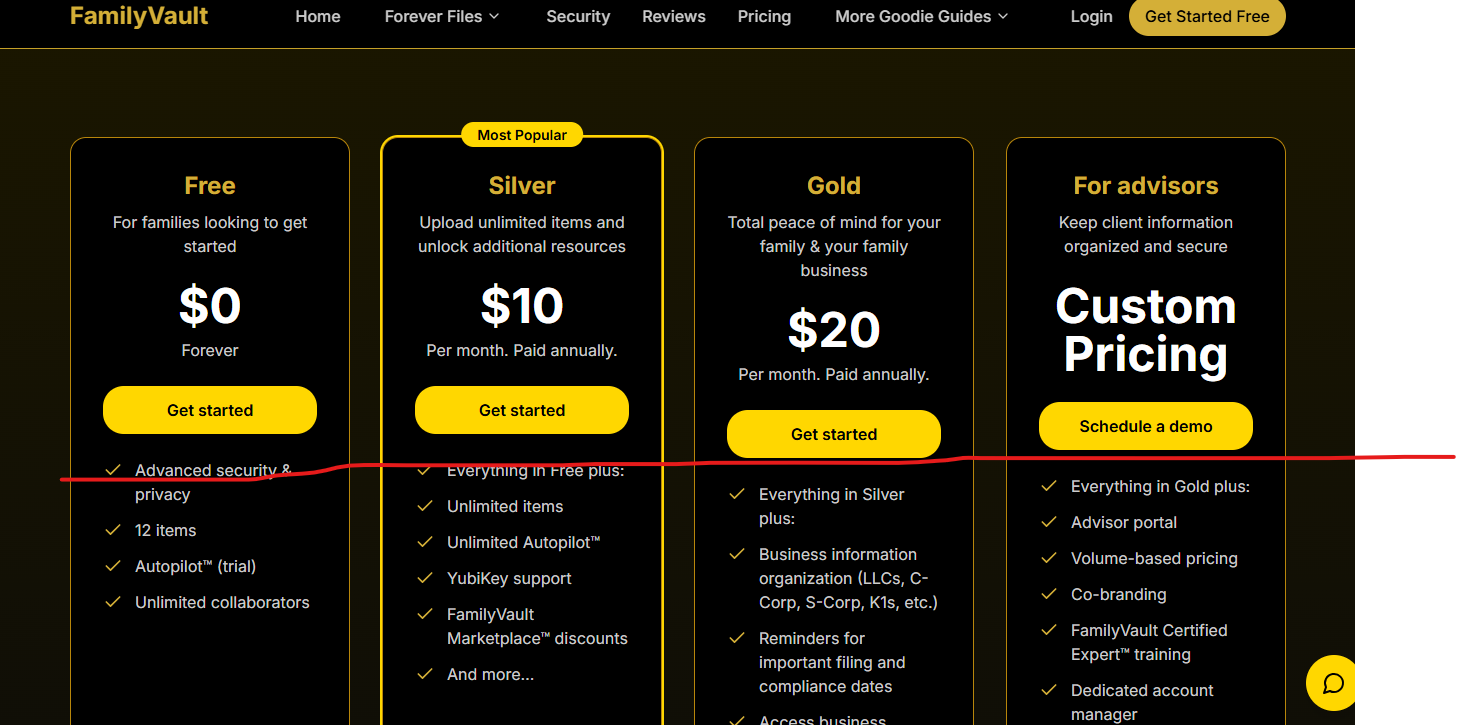 FamilyVault Home Forever Files Security Reviews Pricing More Goodie Guides Login Get Started Free
Most Popular
Free
For families looking to get
started
$0
Forever
Get started
Advanced security &
privacy
12 items
Autopilot™ (trial)
Unlimited collaborators
Silver
Upload unlimited items and
unlock additional resources
$10
Per month. Paid annually.
Get started
Everything in Free plus:
Unlimited items
Unlimited Autopilot™
YubiKey support
FamilyVault
Marketplace™ discounts
And more...
Gold
Total peace of mind for your
family & your family
business
$20
Per month. Paid annually.
Get started
Everything in Silver
plus:
Business information
organization (LLCs, C-
Corp, S-Corp, K1s, etc.)
Reminders for
important filing and
compliance dates
Access business
For advisors
Keep client information
organized and secure
Custom
Pricing
Schedule a demo
Everything in Gold plus:
Advisor portal
Volume-based pricing
Co-branding
FamilyVault Certified
Expert™ training
Dedicated account
manager